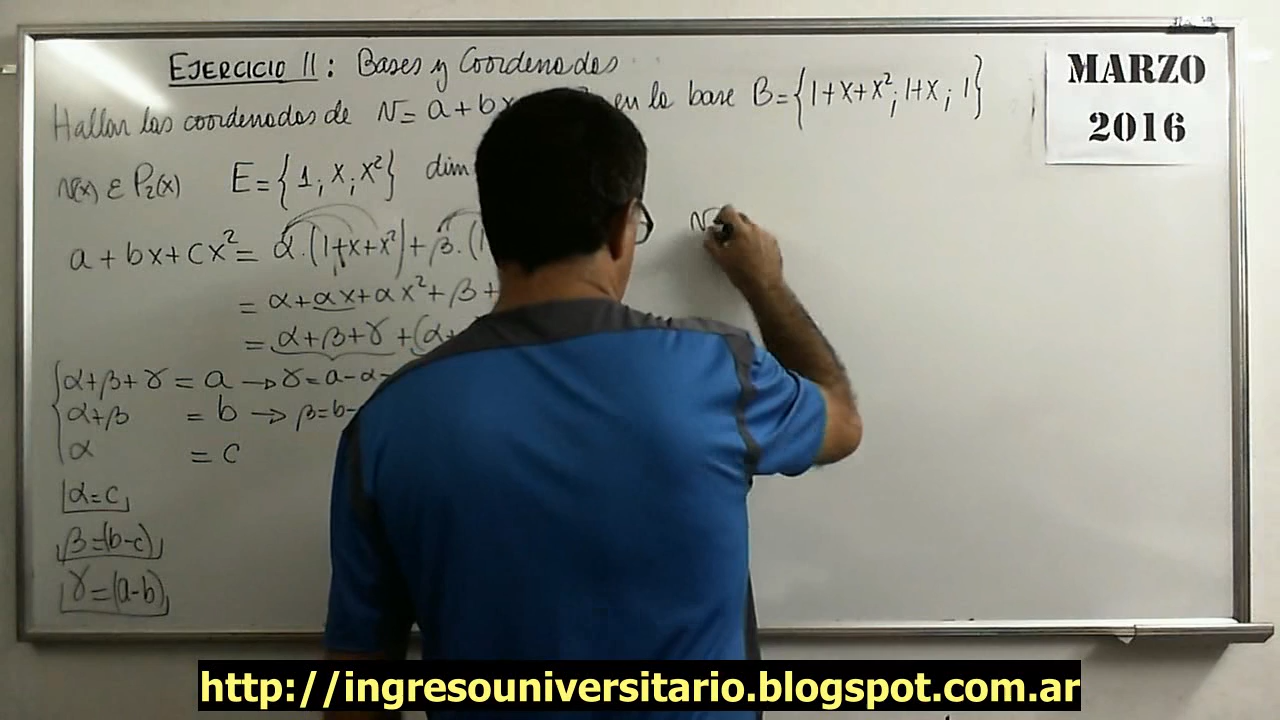 EJERCICIO 11: Bases y Coordenadas
Hallar las coordenadas de N = a + bx en la base B = {1+x+x²; 1+x; 1}
MARZO
2016
N(x) ε P₂(x) E = {1; x; x²} dim
a + bx + cx² = α.(1+x+x²) + β.(1
= α + αx + αx² + β +
= α+β+γ + (α+
α+β+γ = a → γ = a-α-
α+β = b → β = b-
α = c
α=c
β=(b-c)
γ=(a-b)
N
http://ingresouniversitario.blogspot.com.ar